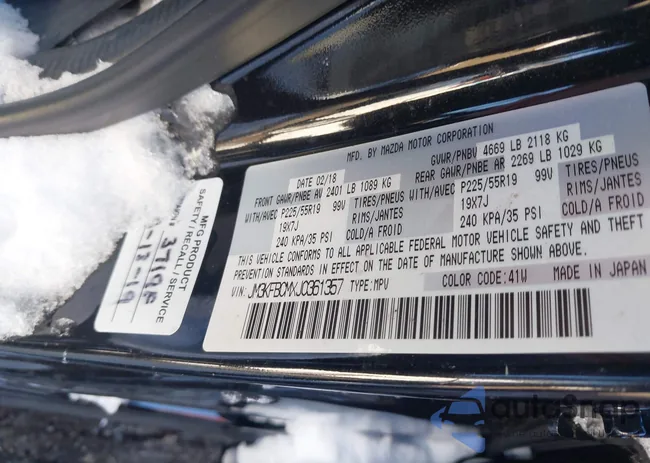 MFD. BY MAZDA MOTOR CORPORATION
DATE 02/18 GVWR/PNBV 4669 LB 2118 KG
FRONT GAWR/PNBE AV 2401 LB 1089 KG REAR GAWR/PNBE AR 2269 LB 1029 KG
P225/55R19 99V WITH/AVEC TIRES/PNEUS P225/55R19 99V WITH/AVEC TIRES/PNEUS
19X7J RIMS/JANTES 19X7J RIMS/JANTES
240 KPA/35 PSI COLD/A FROID 240 KPA/35 PSI COLD/A FROID
THIS VEHICLE CONFORMS TO ALL APPLICABLE FEDERAL MOTOR VEHICLE SAFETY AND THEFT
PREVENTION STANDARDS IN EFFECT ON THE DATE OF MANUFACTURE SHOWN ABOVE.
VIN: JM3KFBCMXJ0361357 TYPE:MPV COLOR CODE:41W MADE IN JAPAN
MFG PRODUCT
SAFETY / RECALL / SERVICE
autoSnap